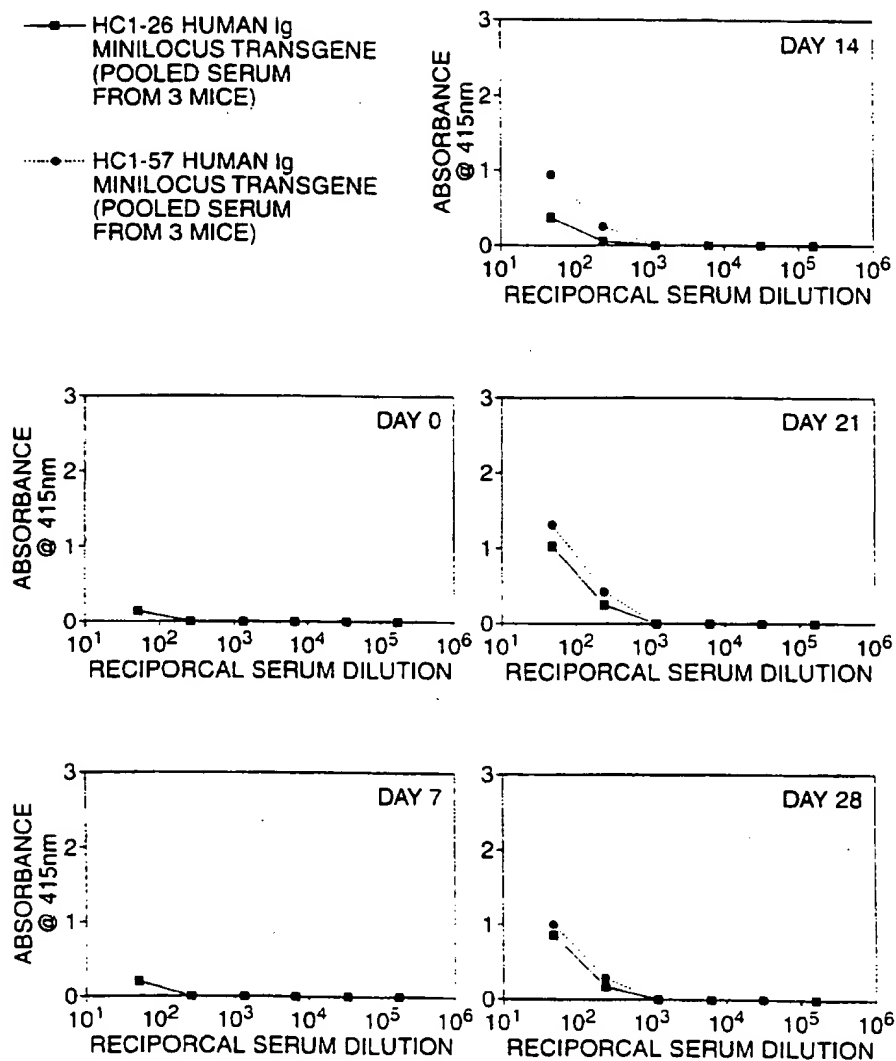 HC1-26 HUMAN Ig
MINILOCUS TRANSGENE
(POOLED SERUM
FROM 3 MICE)
HC1-57 HUMAN Ig
MINILOCUS TRANSGENE
(POOLED SERUM
FROM 3 MICE)
DAY 14
ABSORBANCE
@ 415nm
3
2
1
0
10¹ 10² 10³ 10⁴ 10⁵ 10⁶
RECIPORCAL SERUM DILUTION
DAY 0
ABSORBANCE
@ 415nm
3
2
1
0
10¹ 10² 10³ 10⁴ 10⁵ 10⁶
RECIPORCAL SERUM DILUTION
DAY 21
3
2
1
0
10¹ 10² 10³ 10⁴ 10⁵ 10⁶
RECIPORCAL SERUM DILUTION
DAY 7
ABSORBANCE
@ 415nm
3
2
1
0
10¹ 10² 10³ 10⁴ 10⁵ 10⁶
RECIPORCAL SERUM DILUTION
DAY 28
3
2
1
0
10¹ 10² 10³ 10⁴ 10⁵ 10⁶
RECIPORCAL SERUM DILUTION